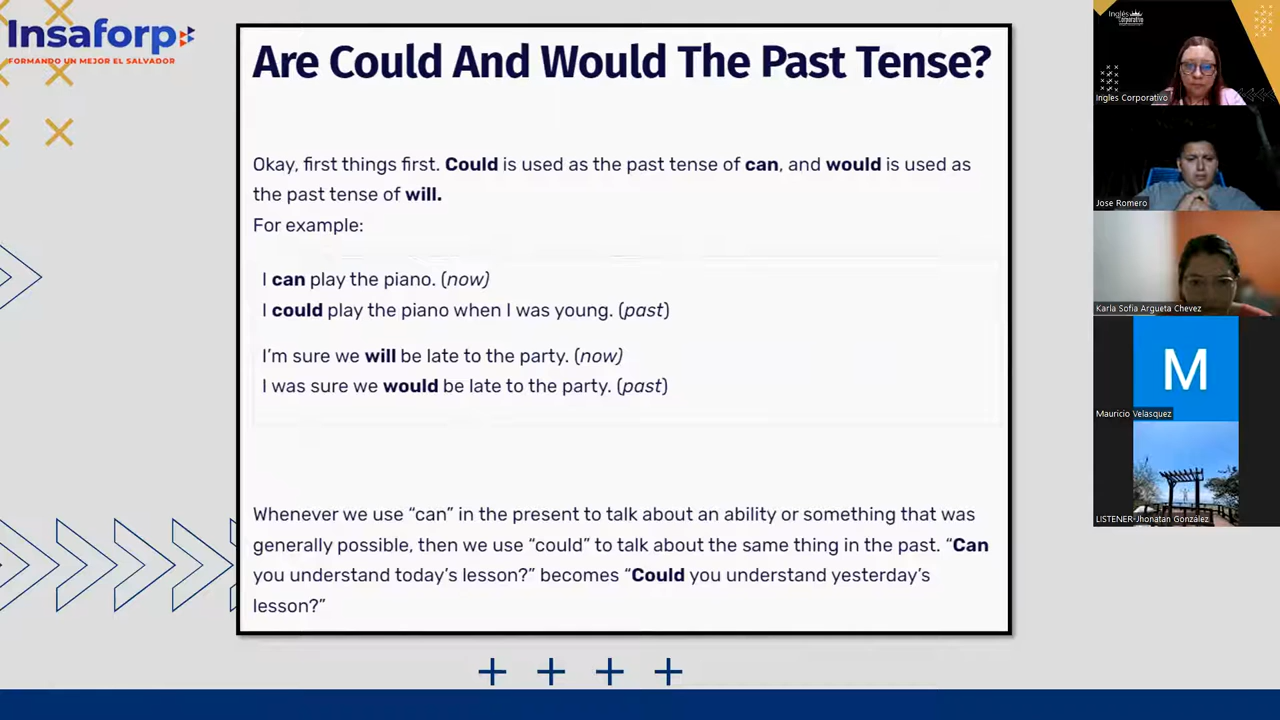 Insaforp
FORMANDO UN MEJOR EL SALVADOR
Are Could And Would The Past Tense?
Okay, first things first. Could is used as the past tense of can, and would is used as
the past tense of will.
For example:
I can play the piano. (now)
I could play the piano when I was young. (past)
I'm sure we will be late to the party. (now)
I was sure we would be late to the party. (past)
Whenever we use “can” in the present to talk about an ability or something that was
generally possible, then we use “could” to talk about the same thing in the past. “Can
you understand today's lesson?” becomes “Could you understand yesterday's
lesson?”
Inglés
Corporativo
Ingles Corporativo
Jose Romero
Karla Sofia Argueta Chevez
M
Mauricio Velasquez
LISTENER-Jhonatan Gonzalez